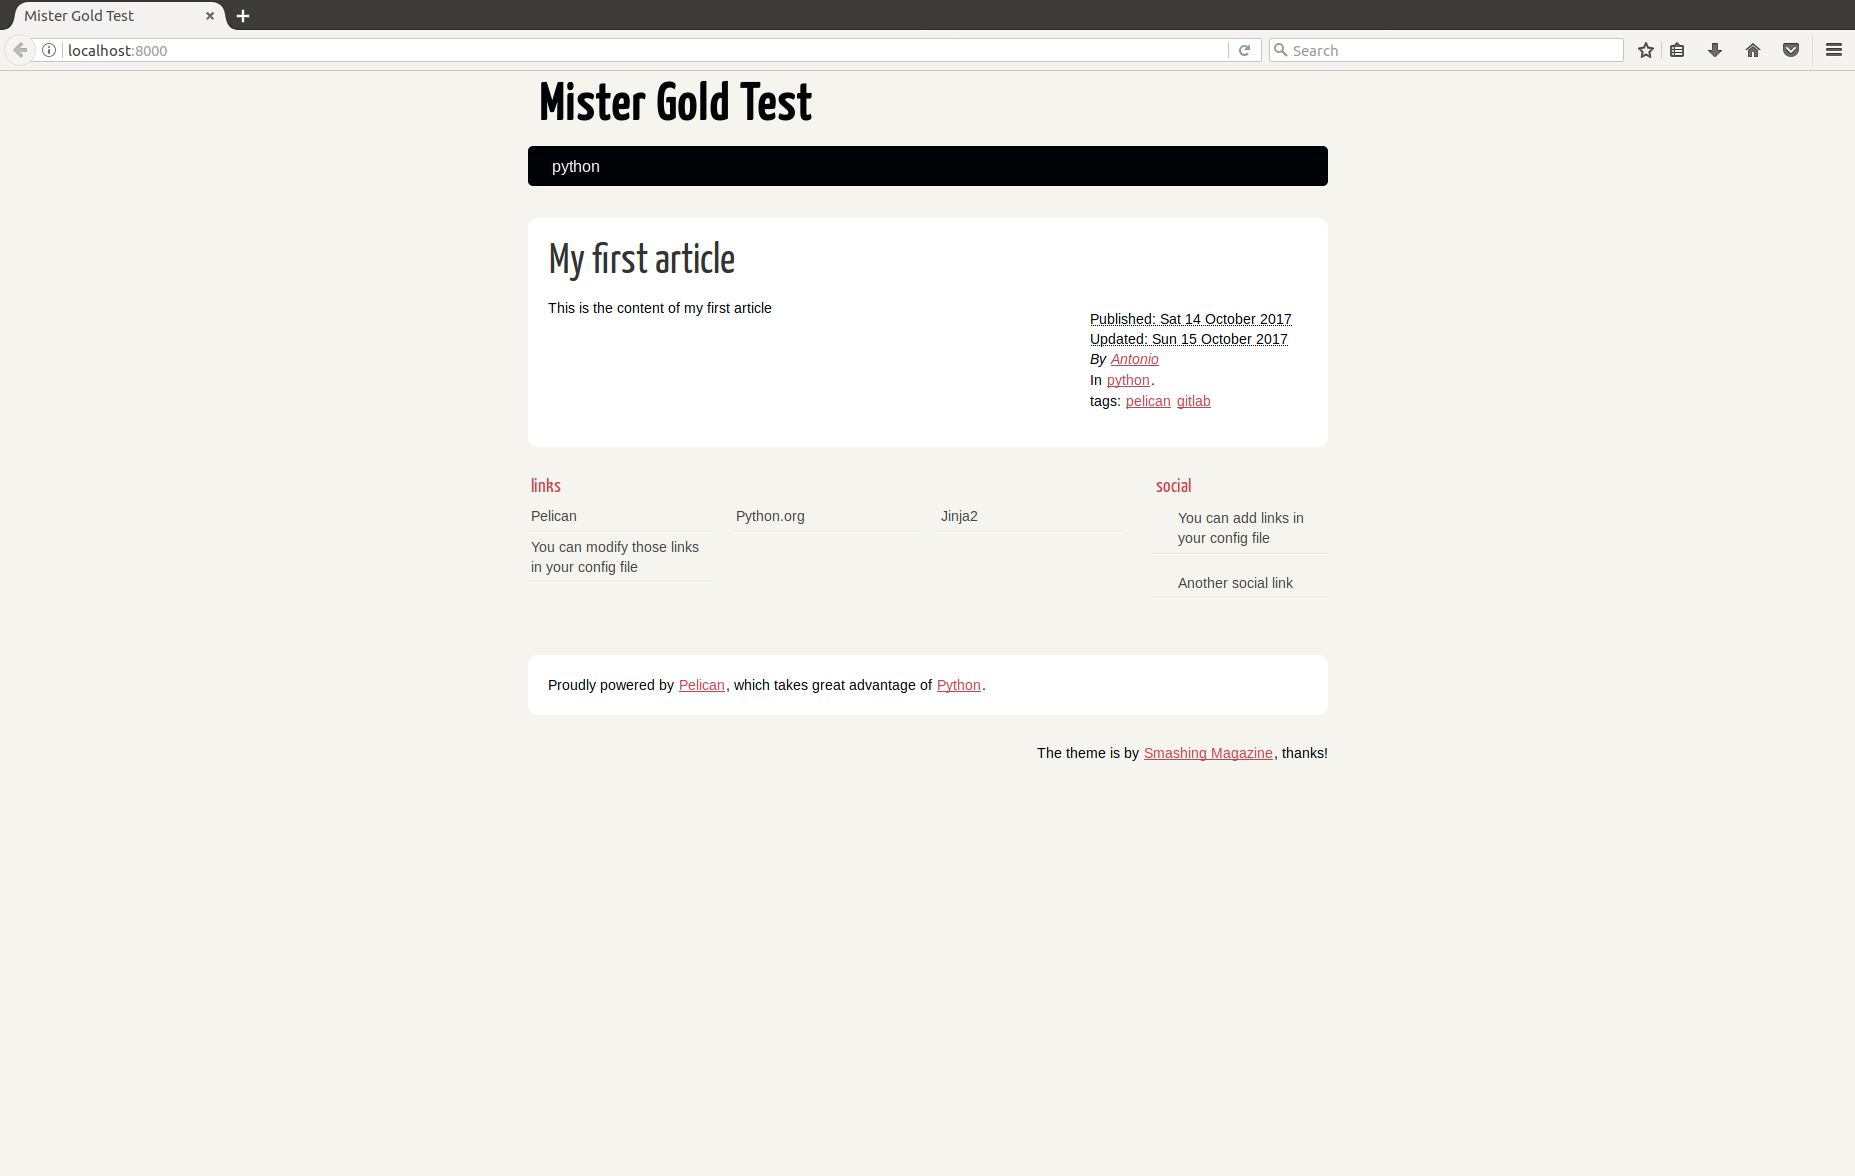 Mister Gold Test
localhost:8000
Search
Mister Gold Test
python
My first article
This is the content of my first article
Published: Sat 14 October 2017
Updated: Sun 15 October 2017
By Antonio
In python.
tags: pelican gitlab
links
Pelican
Python.org
Jinja2
You can modify those links
in your config file
social
You can add links in
your config file
Another social link
Proudly powered by Pelican, which takes great advantage of Python.
The theme is by Smashing Magazine, thanks!